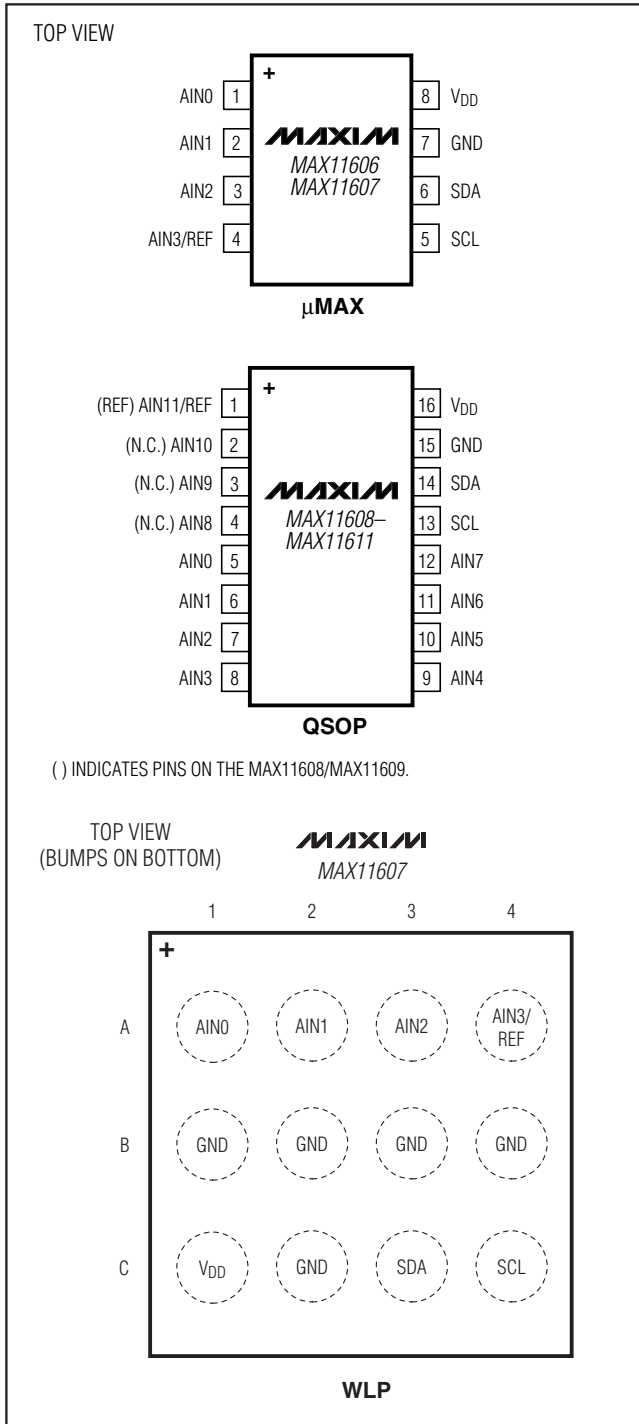 TOP VIEW
+
AIN0 1 8 VDD
AIN1 2 MAXIM 7 GND
MAX11606
AIN2 3 MAX11607 6 SDA
AIN3/REF 4 5 SCL
µMAX
+
(REF) AIN11/REF 1 16 VDD
(N.C.) AIN10 2 15 GND
(N.C.) AIN9 3 MAXIM 14 SDA
(N.C.) AIN8 4 MAX11608– 13 SCL
MAX11611
AIN0 5 12 AIN7
AIN1 6 11 AIN6
AIN2 7 10 AIN5
AIN3 8 9 AIN4
QSOP
( ) INDICATES PINS ON THE MAX11608/MAX11609.
TOP VIEW
(BUMPS ON BOTTOM)
MAXIM
MAX11607
1 2 3 4
+
A AIN0 AIN1 AIN2 AIN3/
REF
B GND GND GND GND
C VDD GND SDA SCL
WLP